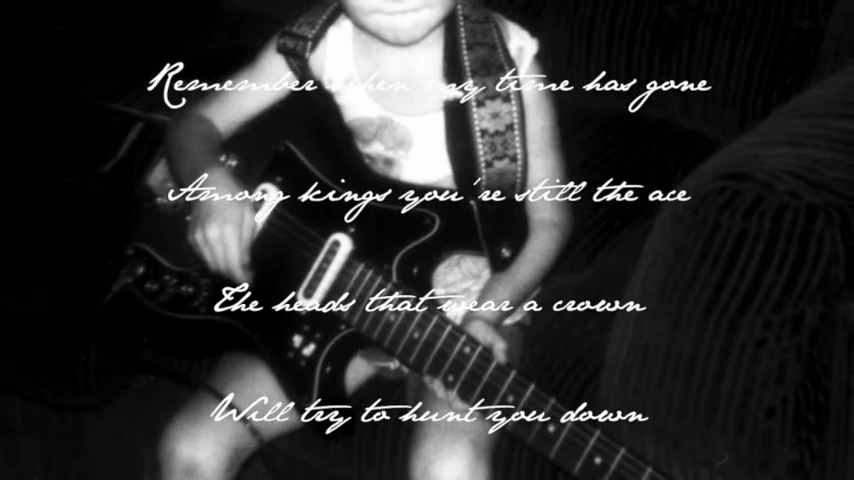 Remember when my time has gone
Among kings you're still the ace
The heads that wear a crown
Will try to hunt you down